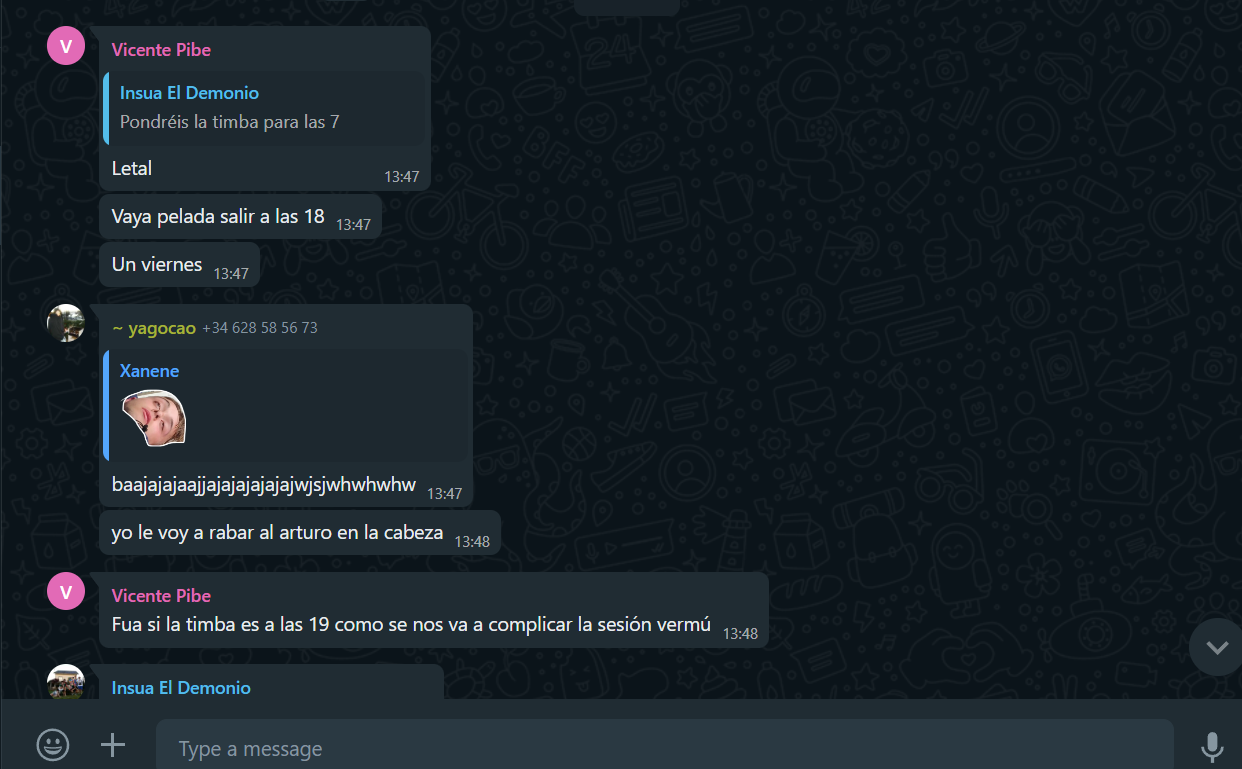 V
Vicente Pibe
Insua El Demonio
Pondréis la timba para las 7
Letal
13:47
Vaya pelada salir a las 18
13:47
Un viernes
13:47
~ yagocao +34 628 58 56 73
Xanene
baajajajaajjajajajajajajwjsjwhwhwhw
13:47
yo le voy a rabar al arturo en la cabeza
13:48
V
Vicente Pibe
Fua si la timba es a las 19 como se nos va a complicar la sesión vermú
13:48
Insua El Demonio
Type a message